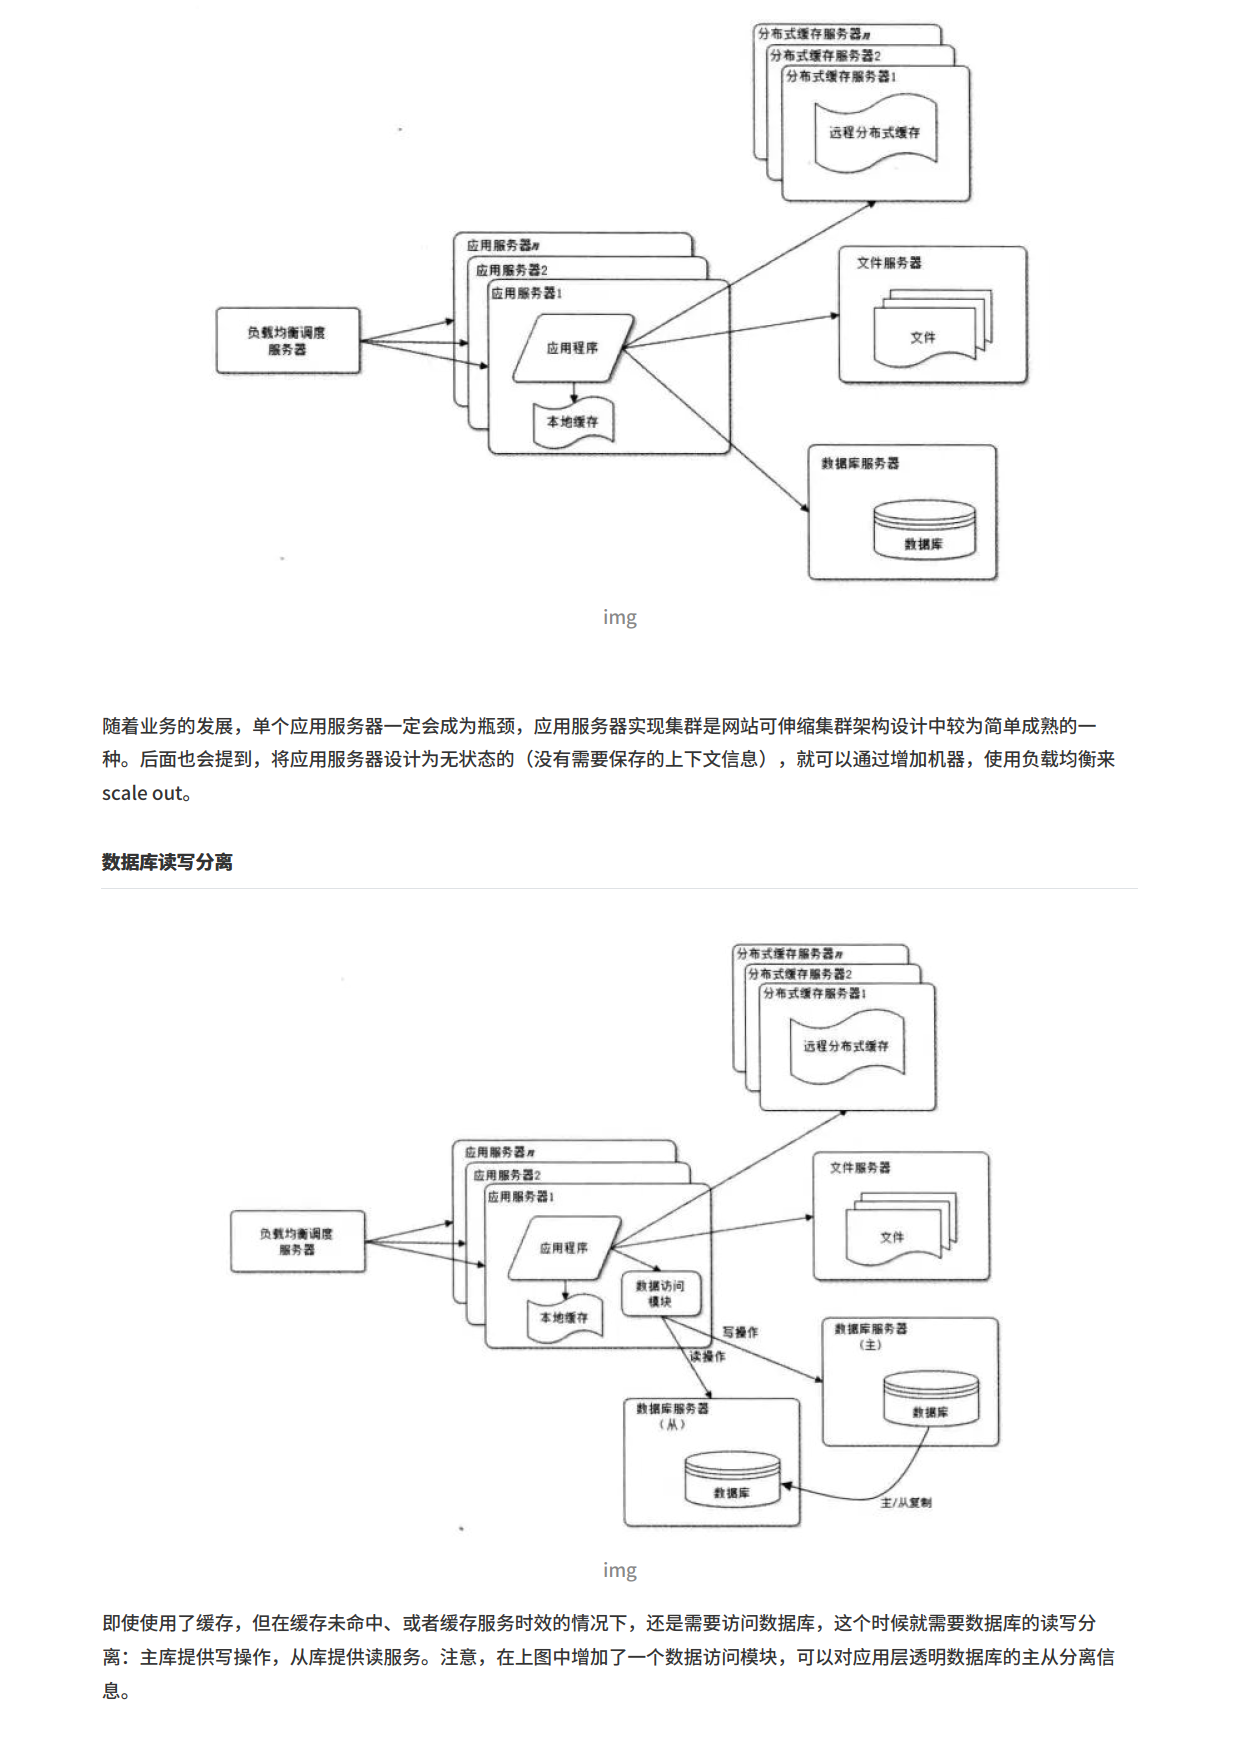 分布式缓存服务器n
分布式缓存服务器2
分布式缓存服务器1
远程分布式缓存
应用服务器n
应用服务器2
应用服务器1
文件服务器
负载均衡调度
服务器
应用程序
文件
本地缓存
数据库服务器
数据库
img
随着业务的发展，单个应用服务器一定会成为瓶颈，应用服务器实现集群是网站可伸缩集群架构设计中较为简单成熟的一
种。后面也会提到，将应用服务器设计为无状态的（没有需要保存的上下文信息），就可以通过增加机器，使用负载均衡来
scale out。
数据库读写分离
分布式缓存服务器n
分布式缓存服务器2
分布式缓存服务器1
远程分布式缓存
应用服务器n
应用服务器2
应用服务器1
文件服务器
负载均衡调度
服务器
应用程序
文件
数据访问
模块
本地缓存
写操作
读操作
数据库服务器
（主）
数据库
数据库服务器
（从）
数据库
主/从复制
img
即使使用了缓存，但在缓存未命中、或者缓存服务时效的情况下，还是需要访问数据库，这个时候就需要数据库的读写分
离：主库提供写操作，从库提供读服务。注意，在上图中增加了一个数据访问模块，可以对应用层透明数据库的主从分离信
息。